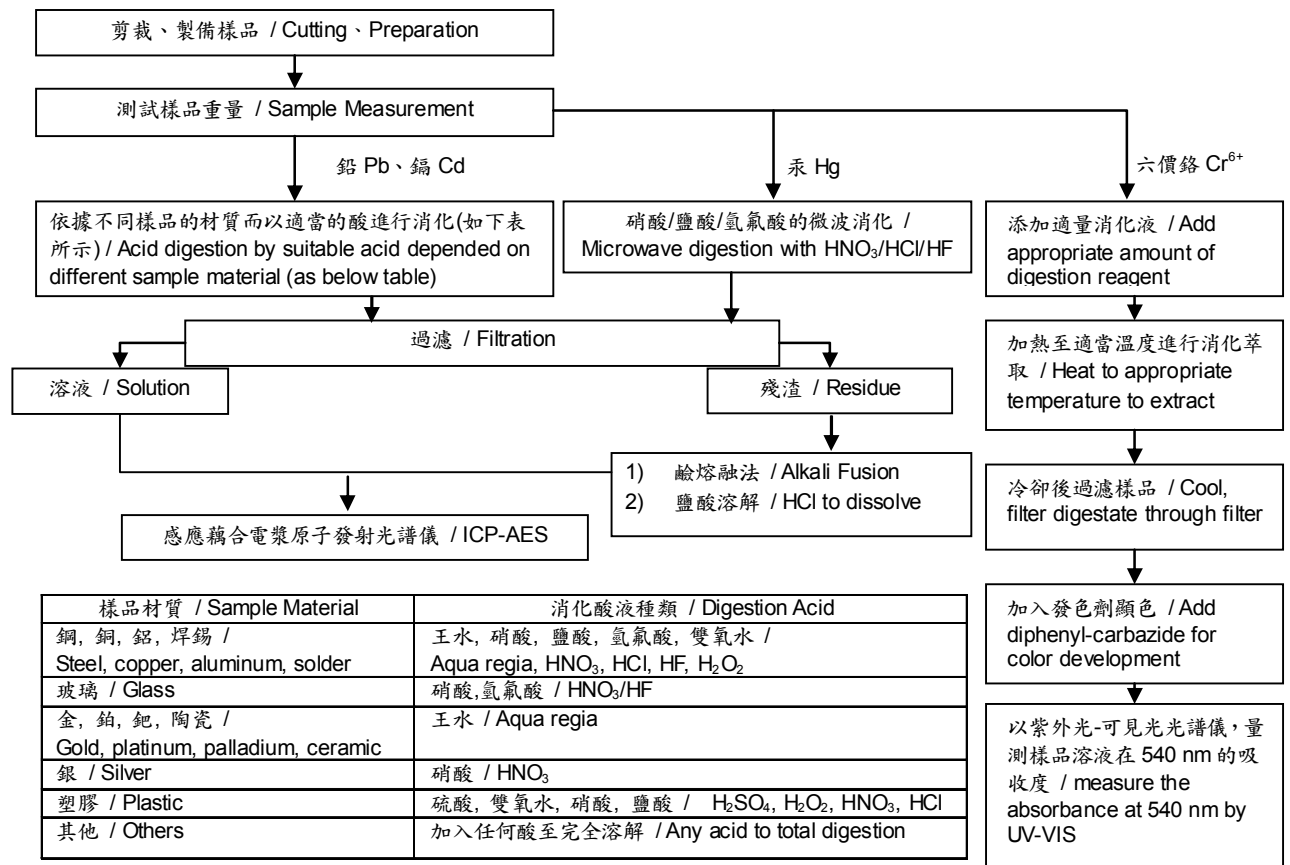 剪裁、製備樣品 / Cutting、Preparation
測試樣品重量 / Sample Measurement
鉛 Pb、鎘 Cd
汞 Hg
六價鉻 Cr⁶⁺
依據不同樣品的材質而以適當的酸進行消化(如下表
所示) / Acid digestion by suitable acid depended on
different sample material (as below table)
硝酸/鹽酸/氫氟酸的微波消化 /
Microwave digestion with HNO₃/HCl/HF
添加適量消化液 / Add
appropriate amount of
digestion reagent
過濾 / Filtration
溶液 / Solution
殘渣 / Residue
加熱至適當溫度進行消化萃
取 / Heat to appropriate
temperature to extract
1) 鹼熔融法 / Alkali Fusion
2) 鹽酸溶解 / HCl to dissolve
冷卻後過濾樣品 / Cool,
filter digestate through filter
感應藕合電漿原子發射光譜儀 / ICP-AES
加入發色劑顯色 / Add
diphenyl-carbazide for
color development
以紫外光-可見光光譜儀，量
測樣品溶液在 540 nm 的吸
收度 / measure the
absorbance at 540 nm by
UV-VIS
樣品材質 / Sample Material
消化酸液種類 / Digestion Acid
鋼, 銅, 鋁, 焊錫 /
Steel, copper, aluminum, solder
王水, 硝酸, 鹽酸, 氫氟酸, 雙氧水 /
Aqua regia, HNO₃, HCl, HF, H₂O₂
玻璃 / Glass
硝酸,氫氟酸 / HNO₃/HF
金, 鉑, 鈀, 陶瓷 /
Gold, platinum, palladium, ceramic
王水 / Aqua regia
銀 / Silver
硝酸 / HNO₃
塑膠 / Plastic
硫酸, 雙氧水, 硝酸, 鹽酸 / H₂SO₄, H₂O₂, HNO₃, HCl
其他 / Others
加入任何酸至完全溶解 / Any acid to total digestion